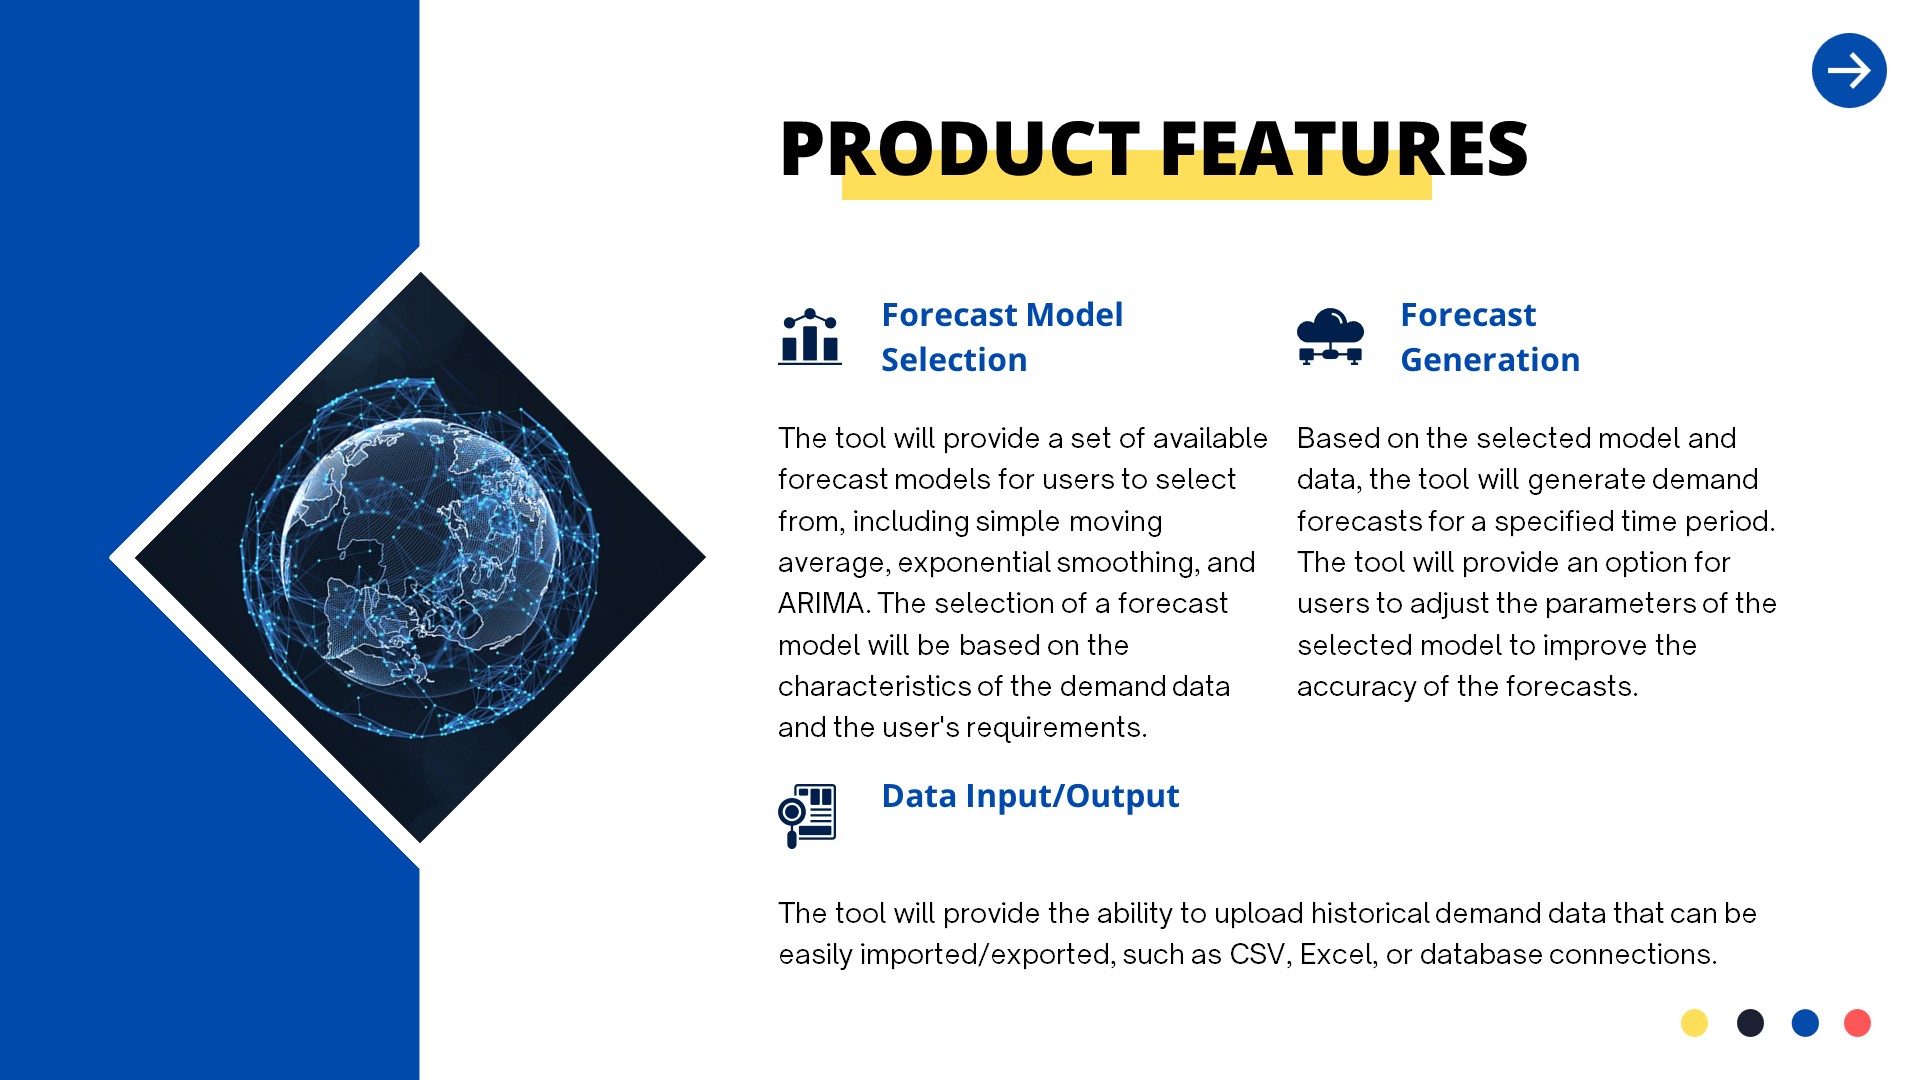 PRODUCT FEATURES
Forecast Model
Selection
The tool will provide a set of available
forecast models for users to select
from, including simple moving
average, exponential smoothing, and
ARIMA. The selection of a forecast
model will be based on the
characteristics of the demand data
and the user's requirements.
Forecast
Generation
Based on the selected model and
data, the tool will generate demand
forecasts for a specified time period.
The tool will provide an option for
users to adjust the parameters of the
selected model to improve the
accuracy of the forecasts.
Data Input/Output
The tool will provide the ability to upload historical demand data that can be
easily imported/exported, such as CSV, Excel, or database connections.